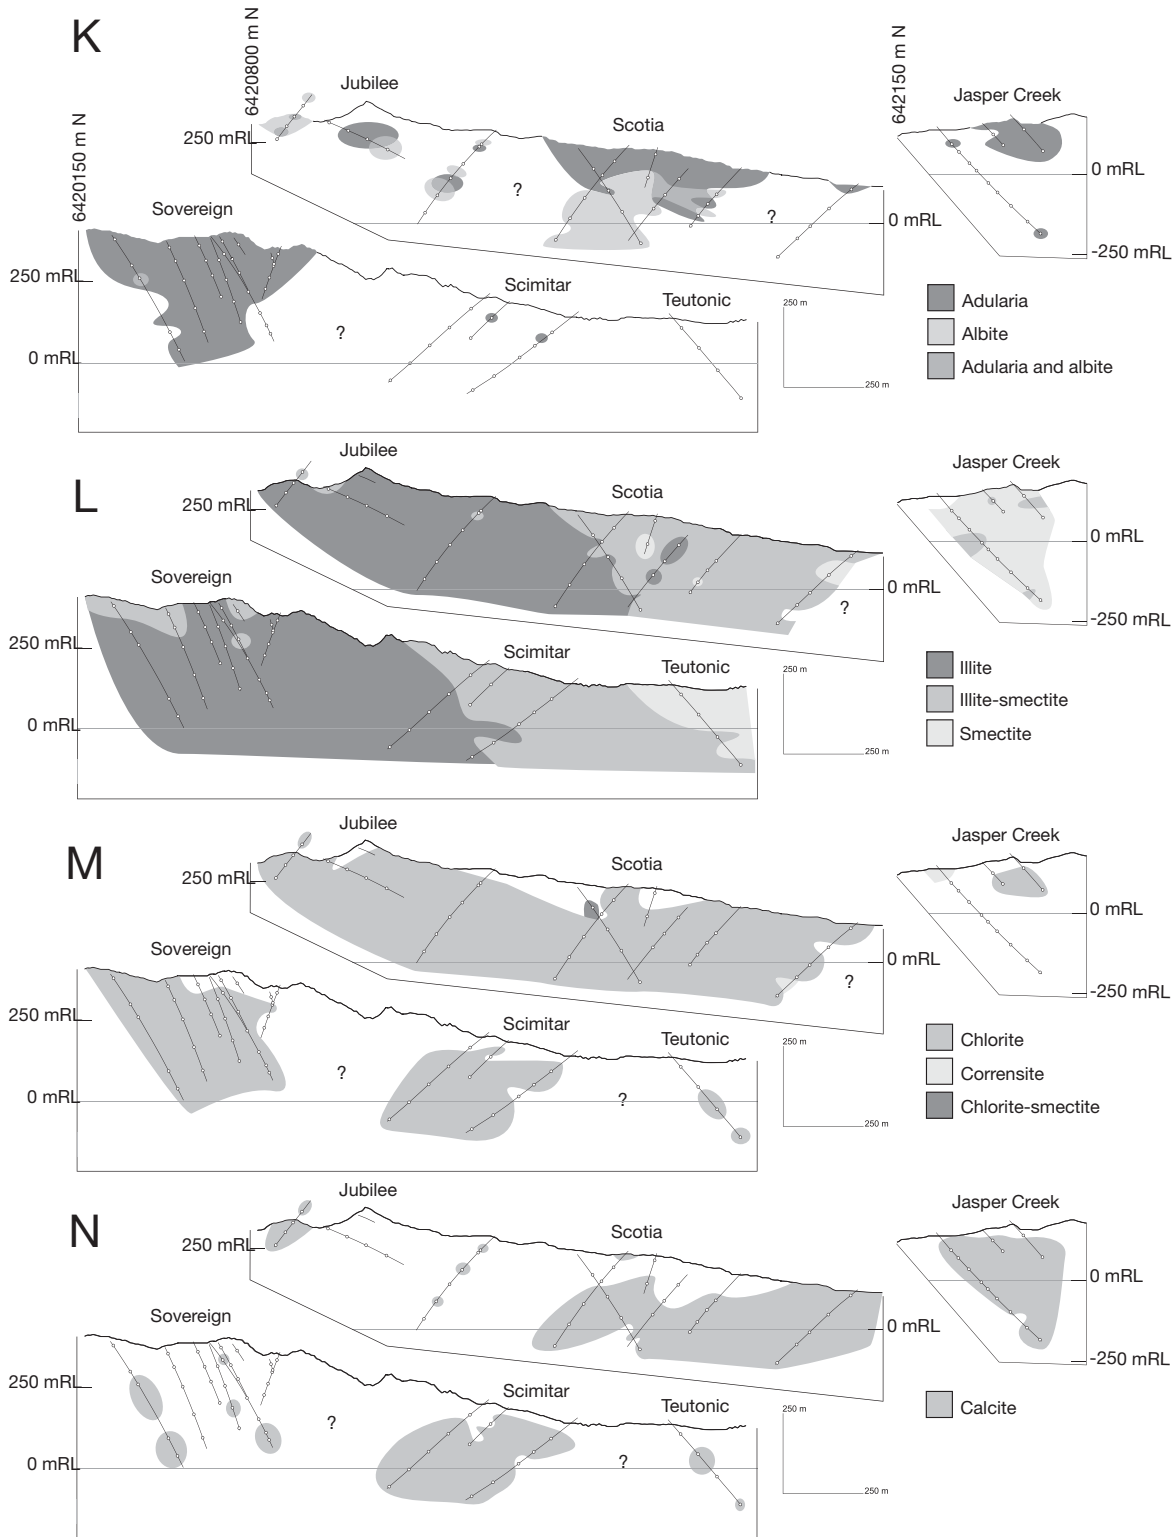 K
6420800 m N
642150 m N
Jubilee
Jasper Creek
250 mRL
Scotia
6420150 m N
0 mRL
Sovereign
?
?
0 mRL
-250 mRL
250 mRL
Scimitar
Teutonic
Adularia
250 m
?
Albite
0 mRL
Adularia and albite
250 m
L
Jubilee
Jasper Creek
Scotia
250 mRL
0 mRL
Sovereign
0 mRL
?
-250 mRL
250 mRL
Scimitar
Teutonic
Illite
250 m
Illite-smectite
0 mRL
Smectite
250 m
M
Jubilee
Jasper Creek
Scotia
250 mRL
0 mRL
Sovereign
0 mRL
?
-250 mRL
250 mRL
Scimitar
Teutonic
Chlorite
250 m
?
Corrensite
0 mRL
?
Chlorite-smectite
250 m
N
Jubilee
Jasper Creek
Scotia
250 mRL
0 mRL
Sovereign
0 mRL
-250 mRL
250 mRL
Scimitar
Teutonic
Calcite
250 m
?
0 mRL
?
250 m